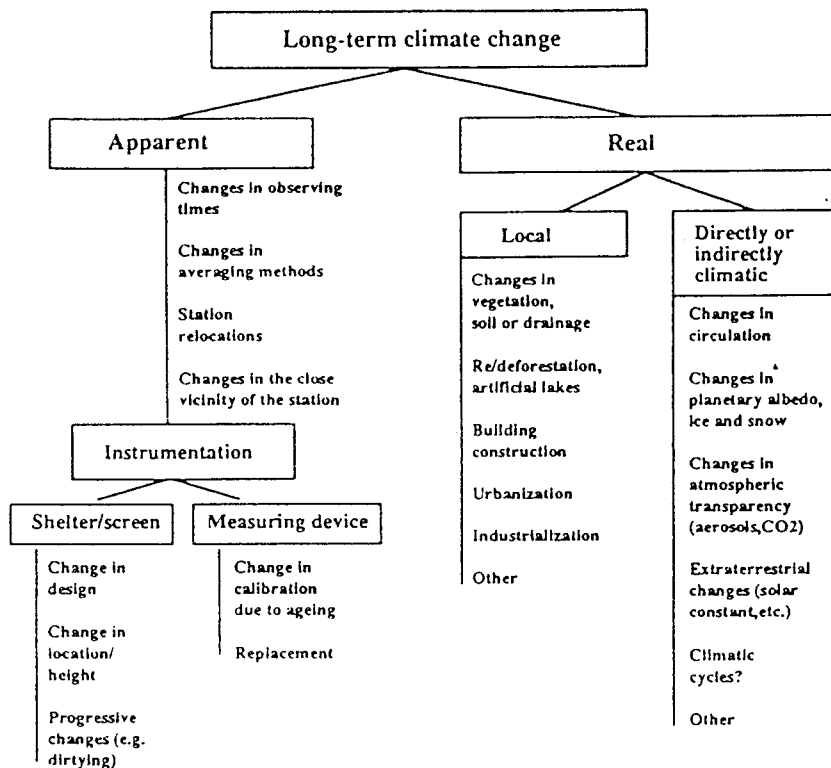 Long-term climate change
Apparent
Changes in observing
times
Changes in
averaging methods
Station
relocations
Changes in the close
vicinity of the station
Instrumentation
Shelter/screen
Change in
design
Change in
location/
height
Progressive
changes (e.g.
dirtying)
Measuring device
Change in
calibration
due to ageing
Replacement
Real
Local
Changes in
vegetation,
soil or drainage
Re/deforestation,
artificial lakes
Building
construction
Urbanization
Industrialization
Other
Directly or
indirectly
climatic
Changes in
circulation
Changes in
planetary albedo,
ice and snow
Changes in
atmospheric
transparency
(aerosols,CO2)
Extraterrestrial
changes (solar
constant,etc.)
Climatic
cycles?
Other